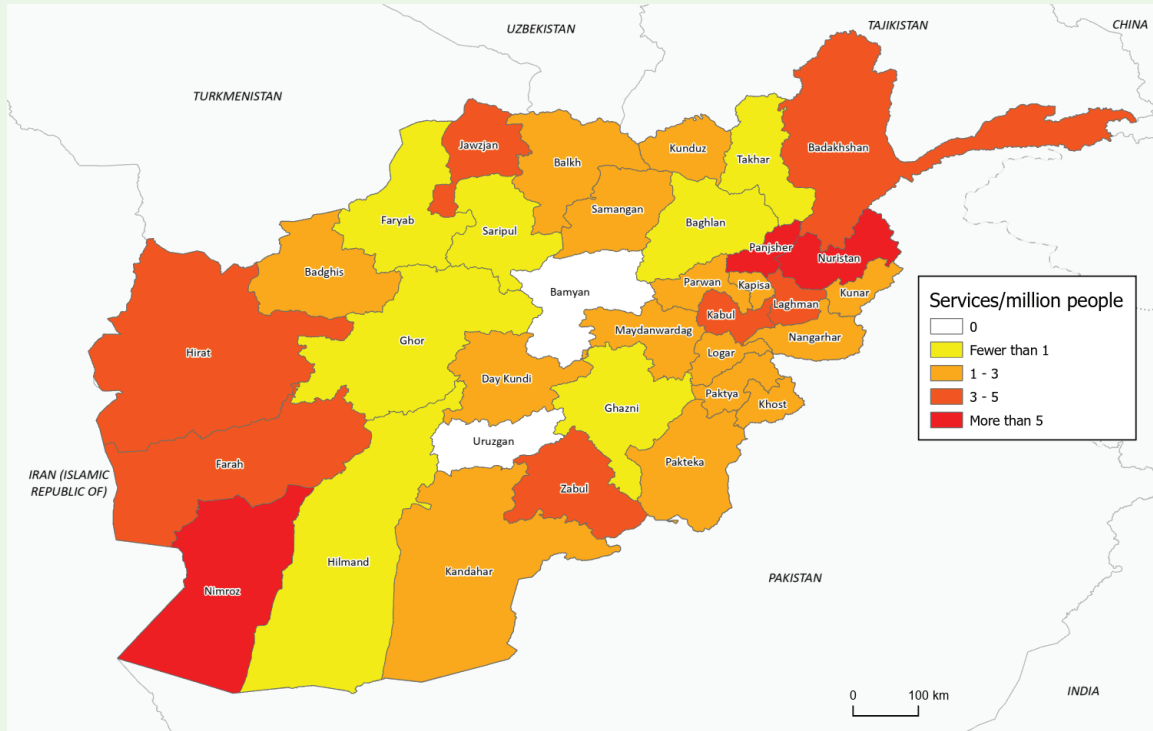 UZBEKISTAN
TAJIKISTAN
CHINA
TURKMENISTAN
Jawzjan
Balkh
Kunduz
Takhar
Badakhshan
Faryab
Saripul
Samangan
Baghlan
Badghis
Panjsher
Nuristan
Bamyan
Parwan
Kapisa
Kunar
Laghman
Kabul
Hirat
Ghor
Maydanwardag
Nangarhar
Logar
Day Kundi
Paktya
Khost
Ghazni
Uruzgan
Farah
Pakteka
Zabul
IRAN (ISLAMIC
REPUBLIC OF)
Hilmand
Kandahar
Nimroz
PAKISTAN
INDIA
Services/million people
0
Fewer than 1
1 - 3
3 - 5
More than 5
0 100 km